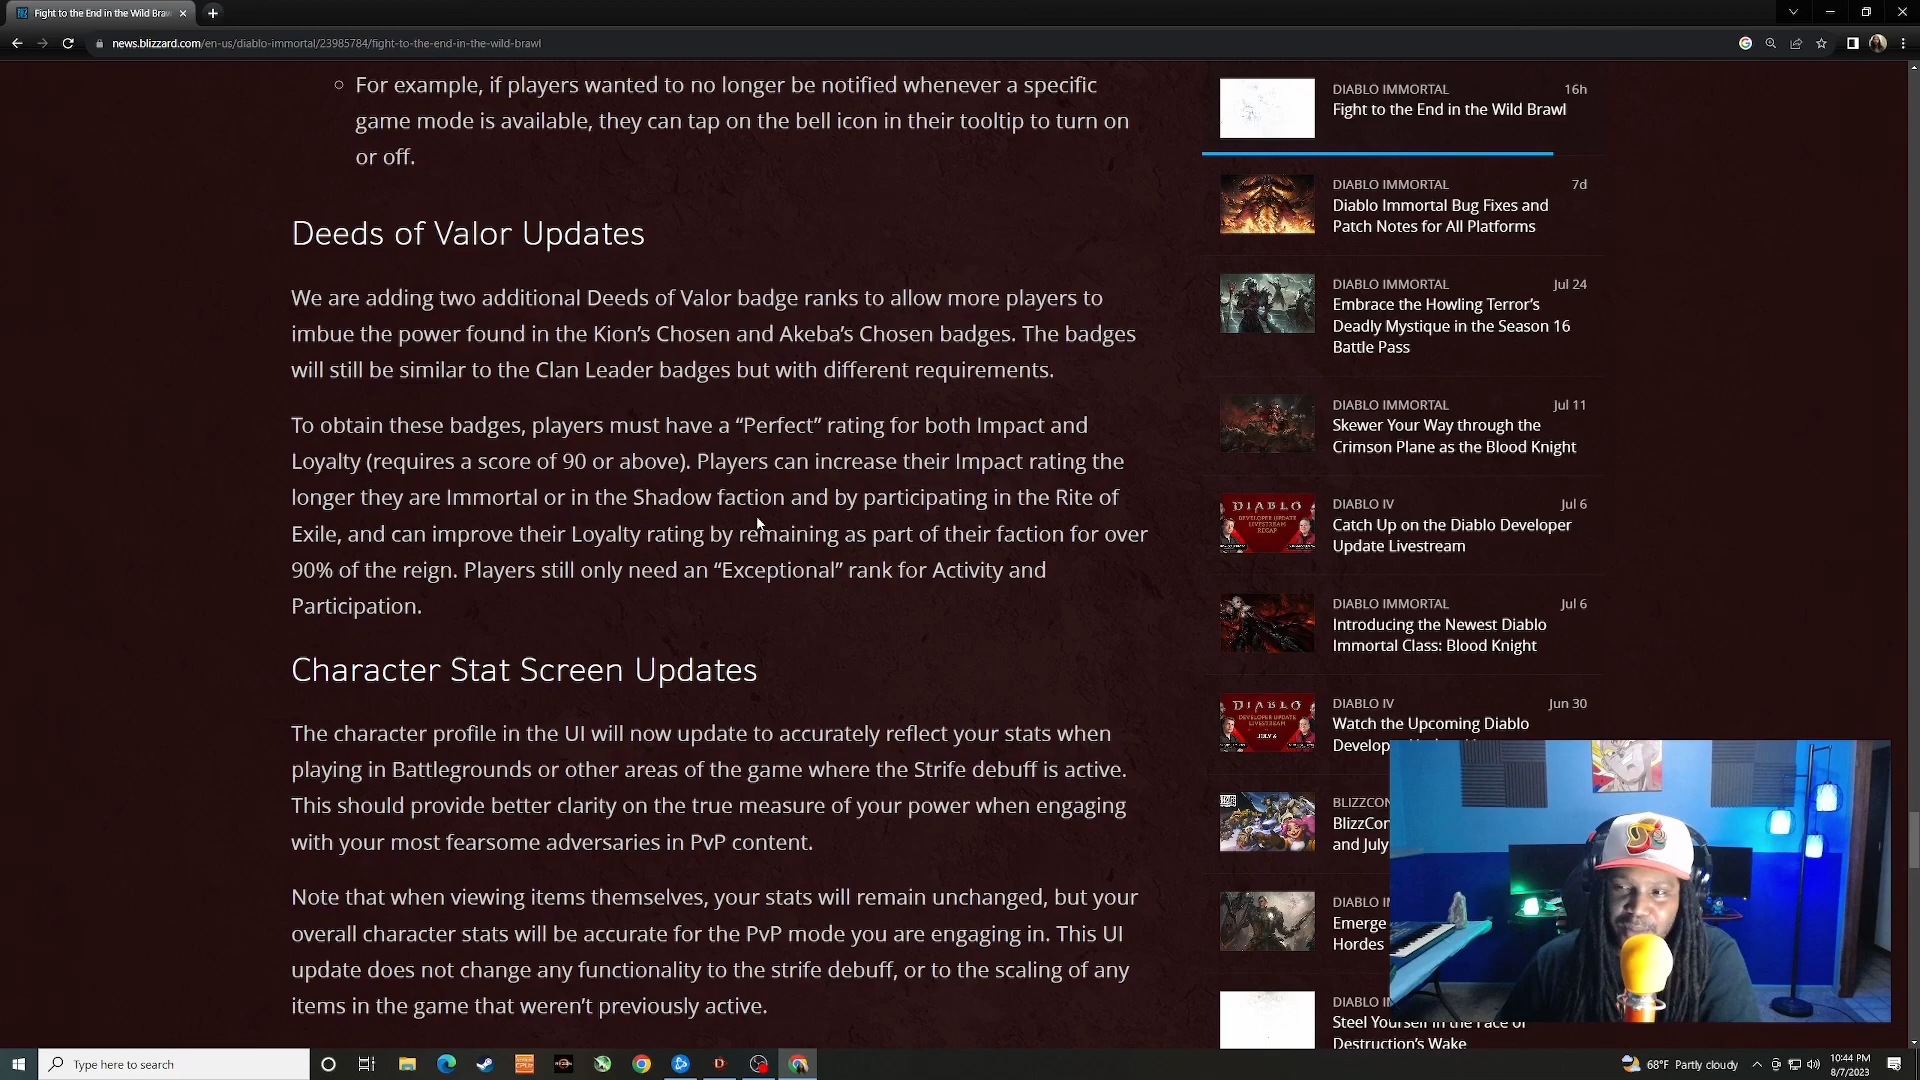 Fight to the End in the Wild Braw
news.blizzard.com/en-us/diablo-immortal/23985784/fight-to-the-end-in-the-wild-brawl
For example, if players wanted to no longer be notified whenever a specific
game mode is available, they can tap on the bell icon in their tooltip to turn on
or off.
Deeds of Valor Updates
We are adding two additional Deeds of Valor badge ranks to allow more players to
imbue the power found in the Kion’s Chosen and Akeba’s Chosen badges. The badges
will still be similar to the Clan Leader badges but with different requirements.
To obtain these badges, players must have a “Perfect” rating for both Impact and
Loyalty (requires a score of 90 or above). Players can increase their Impact rating the
longer they are Immortal or in the Shadow faction and by participating in the Rite of
Exile, and can improve their Loyalty rating by remaining as part of their faction for over
90% of the reign. Players still only need an “Exceptional” rank for Activity and
Participation.
Character Stat Screen Updates
The character profile in the UI will now update to accurately reflect your stats when
playing in Battlegrounds or other areas of the game where the Strife debuff is active.
This should provide better clarity on the true measure of your power when engaging
with your most fearsome adversaries in PvP content.
Note that when viewing items themselves, your stats will remain unchanged, but your
overall character stats will be accurate for the PvP mode you are engaging in. This UI
update does not change any functionality to the strife debuff, or to the scaling of any
items in the game that weren’t previously active.
DIABLO IMMORTAL 16h
Fight to the End in the Wild Brawl
DIABLO IMMORTAL 7d
Diablo Immortal Bug Fixes and
Patch Notes for All Platforms
DIABLO IMMORTAL Jul 24
Embrace the Howling Terror’s
Deadly Mystique in the Season 16
Battle Pass
DIABLO IMMORTAL Jul 11
Skewer Your Way through the
Crimson Plane as the Blood Knight
DIABLO
DEVELOPER UPDATE
LIVESTREAM
RECAP
DIABLO IV Jul 6
Catch Up on the Diablo Developer
Update Livestream
DIABLO IMMORTAL Jul 6
Introducing the Newest Diablo
Immortal Class: Blood Knight
DIABLO
DEVELOPER UPDATE
LIVESTREAM
JULY 6
DIABLO IV Jun 30
Watch the Upcoming Diablo
Develop
BLIZZCON
BlizzCon
and July
DIABLO I
Emerge
Hordes
DIABLO I
Steel Yourself in the Face of
Destruction’s Wake
Type here to search
68°F Partly cloudy
10:44 PM
8/7/2023